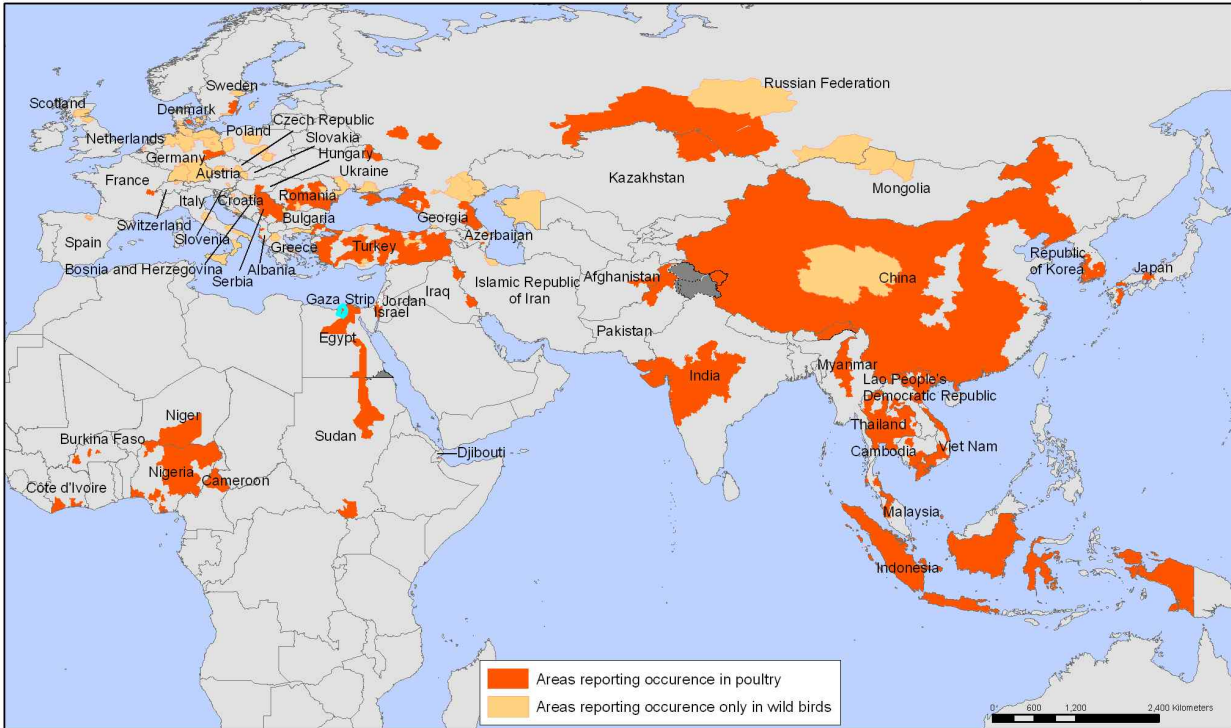 Sweden
Russian Federation
Scotland
Denmark
Czech Republic
Netherlands
Poland
Slovakia
Germany
Hungary
Austria
Ukraine
France
Kazakhstan
Mongolia
Italy
Croatia
Romania
Switzerland
Bulgaria
Georgia
Slovenia
Azerbaijan
Spain
Greece
Turkey
Bosnia and Herzegovina
Albania
Serbia
Republic
of Korea
Japan
China
Afghanistan
Islamic Republic
of Iran
Iraq
Gaza Strip
Jordan
Israel
Egypt
Pakistan
India
Myanmar
Lao People's
Democratic Republic
Thailand
Viet Nam
Cambodia
Niger
Burkina Faso
Sudan
Djibouti
Nigeria
Cameroon
Côte d'Ivoire
Malaysia
Indonesia
Areas reporting occurence in poultry
Areas reporting occurence only in wild birds
0 600 1,200 2,400 Kilometers